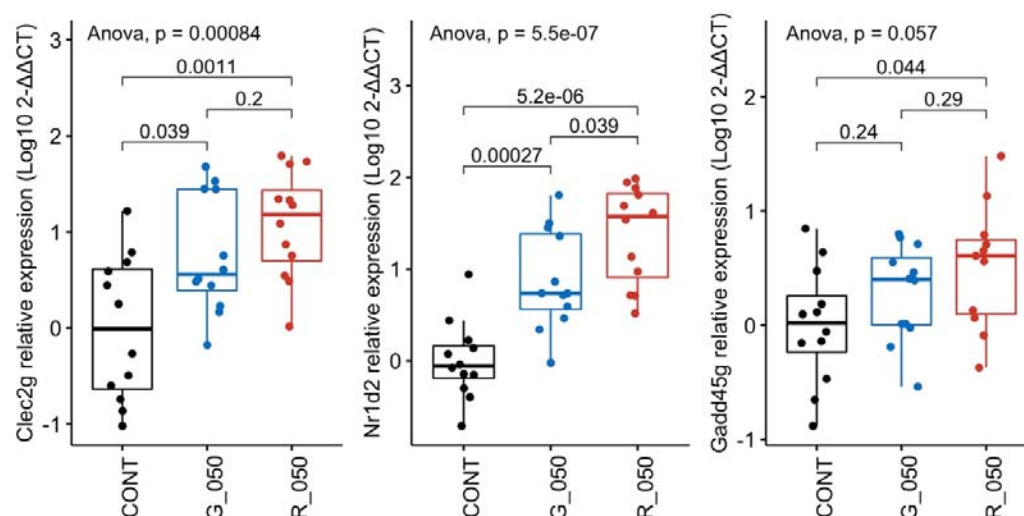 Clec2g relative expression (Log10 2-ΔΔCT)
Anova, p = 0.00084
0.0011
0.2
0.039
3
2
1
0
-1
CONT
G_050
R_050
Nr1d2 relative expression (Log10 2-ΔΔCT)
Anova, p = 5.5e-07
5.2e-06
0.039
0.00027
3
2
1
0
CONT
G_050
R_050
Gadd45g relative expression (Log10 2-ΔΔCT)
Anova, p = 0.057
0.044
0.29
0.24
2
1
0
-1
CONT
G_050
R_050